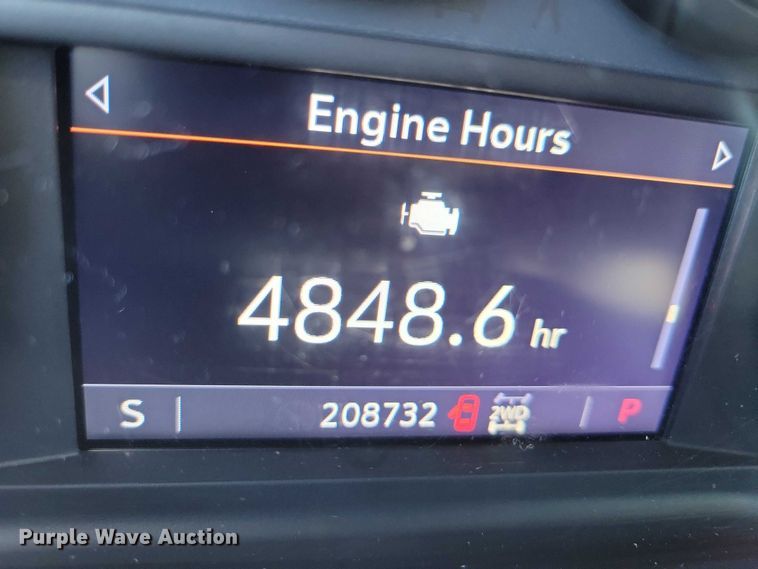 Engine Hours
4848.6 hr
S 208732 2WD P
Purple Wave Auction